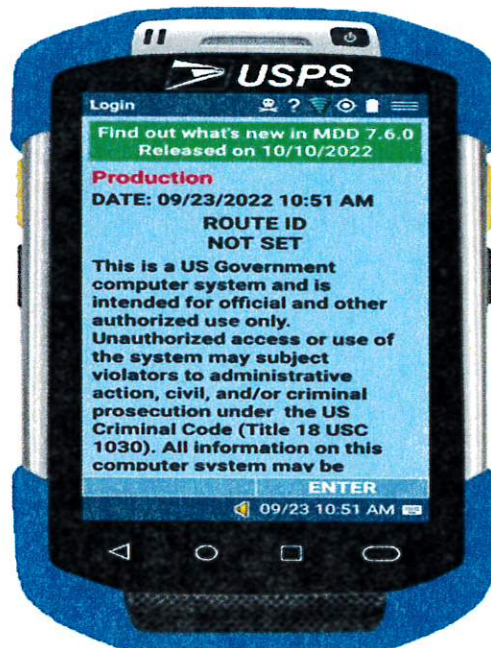 USPS
Login
?
Find out what's new in MDD 7.6.0
Released on 10/10/2022
Production
DATE: 09/23/2022 10:51 AM
ROUTE ID
NOT SET
This is a US Government
computer system and is
intended for official and other
authorized use only.
Unauthorized access or use of
the system may subject
violators to administrative
action, civil, and/or criminal
prosecution under the US
Criminal Code (Title 18 USC
1030). All information on this
computer system may be
ENTER
09/23 10:51 AM